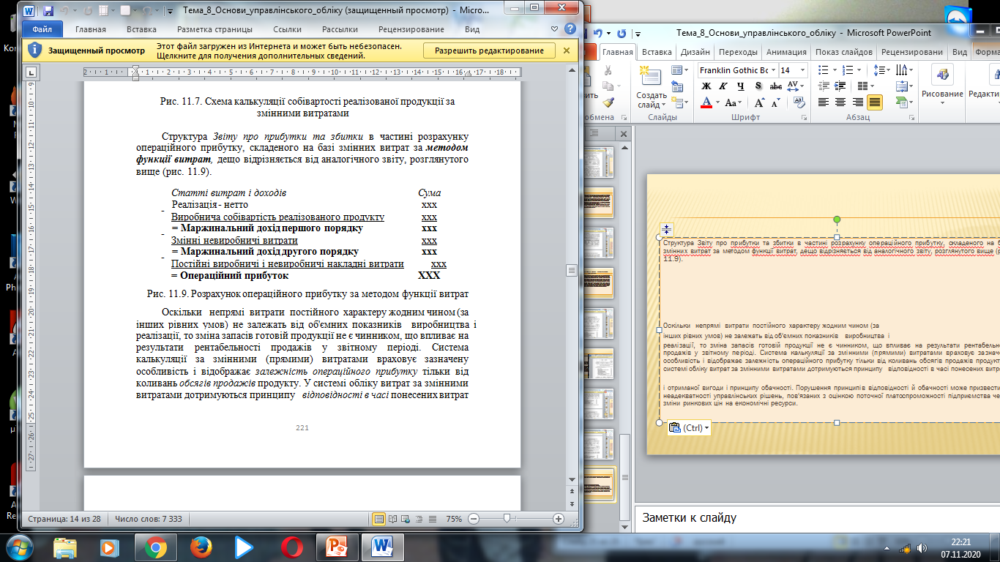 Тема_8_Основи_управлінського_обліку (защищенный просмотр) - Micro...
Файл Главная Вставка Разметка страницы Ссылки Рассылки Рецензирование Вид
Защищенный просмотр
Этот файл загружен из Интернета и может быть небезопасен.
Щелкните для получения дополнительных сведений.
Разрешить редактирование
Рис. 11.7. Схема калькуляції собівартості реалізованої продукції за
змінними витратами
Структура Звіту про прибутки та збитки в частині розрахунку
операційного прибутку, складеного на базі змінних витрат за методом
функції витрат, дещо відрізняється від аналогічного звіту, розглянутого
вище (рис. 11.9).
Статті витрат і доходів Сума
Реалізація - нетто ххх
- Виробнича собівартість реалізованого продукту ххх
= Маржинальний дохід першого порядку ххх
Змінні невиробничі витрати ххх
= Маржинальний дохід другого порядку ххх
- Постійні виробничі і невиробничі накладні витрати ххх
= Операційний прибуток ХХХ
Рис. 11.9. Розрахунок операційного прибутку за методом функції витрат
Оскільки непрямі витрати постійного характеру жодним чином (за
інших рівних умов) не залежать від об'ємних показників виробництва і
реалізації, то зміна запасів готовій продукції не є чинником, що впливає на
результати рентабельності продажів у звітному періоді. Система
калькуляції за змінними (прямими) витратами враховує зазначену
особливість і відображає залежність операційного прибутку тільки від
коливань обсягів продажів продукту. У системі обліку витрат за змінними
витратами дотримуються принципу відповідності в часі понесених витрат
221
Страница: 14 из 28 Число слов: 7 333 75%
Тема_8_Основи_управлінського_обліку - Microsoft PowerPoint
Главная Вставка Дизайн Переходы Анимация Показ слайдов Рецензировани Вид Форма
Создать
слайд
Franklin Gothic Bc 14
Рисование
Слайды Шрифт Абзац
Структура Звіту про прибутки та збитки в частині розрахунку операційного прибутку, складеного на б
змінних витрат за методом функції витрат, дещо відрізняється від аналогічного звіту, розглянутого вище (р
11.9).
Оскільки непрямі витрати постійного характеру жодним чином (за
інших рівних умов) не залежать від об'ємних показників виробництва і
реалізації, то зміна запасів готовій продукції не є чинником, що впливає на результати рентабельно
продажів у звітному періоді. Система калькуляції за змінними (прямими) витратами враховує зазначе
особливість і відображає залежність операційного прибутку тільки від коливань обсягів продажів продукт
системі обліку витрат за змінними витратами дотримуються принципу відповідності в часі понесених витра
і отриманої вигоди і принципу обачності. Порушення принципів відповідності й обачності може призвести
неадекватності управлінських рішень, пов'язаних з оцінкою поточної платоспроможності підприємства че
зміни ринкових цін на економічні ресурси.
(Ctrl)
Заметки к слайду
22:21
07.11.2020